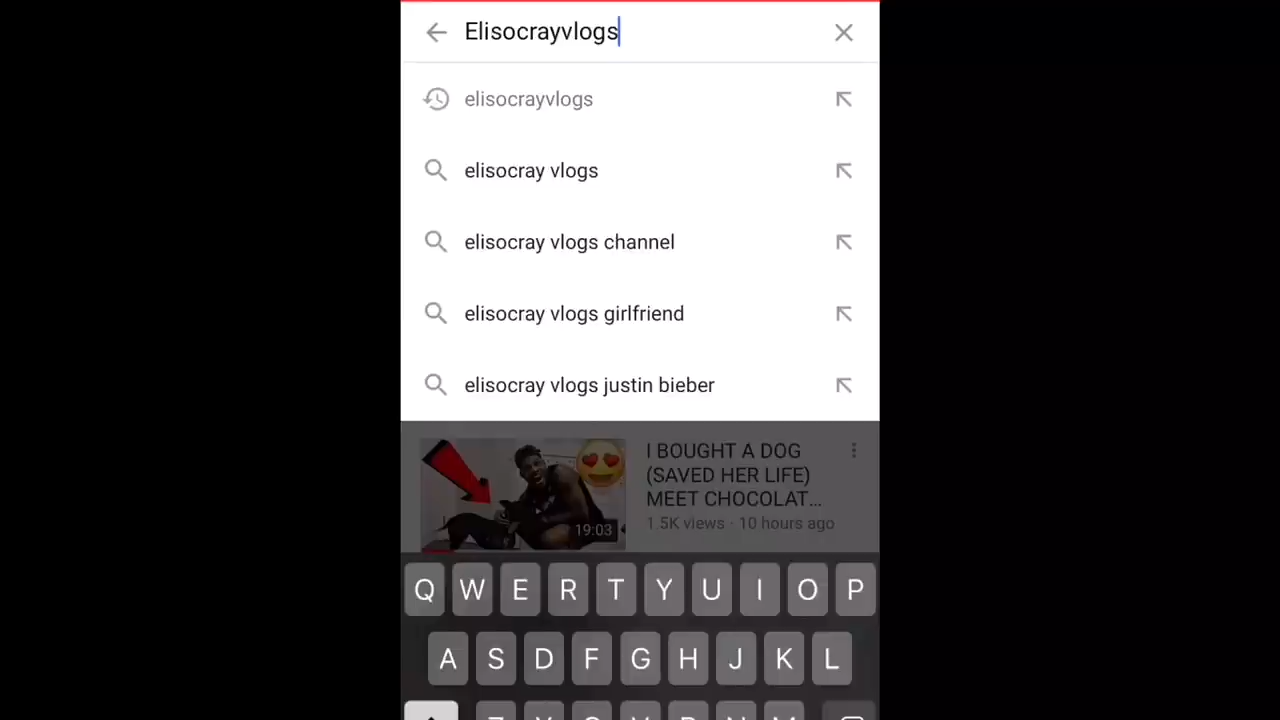 Elisocrayvlogs
elisocrayvlogs
elisocray vlogs
elisocray vlogs channel
elisocray vlogs girlfriend
elisocray vlogs justin bieber
I BOUGHT A DOG
(SAVED HER LIFE)
MEET CHOCOLAT...
1.5K views · 10 hours ago
19:03
Q W E R T Y U I O P
A S D F G H J K L